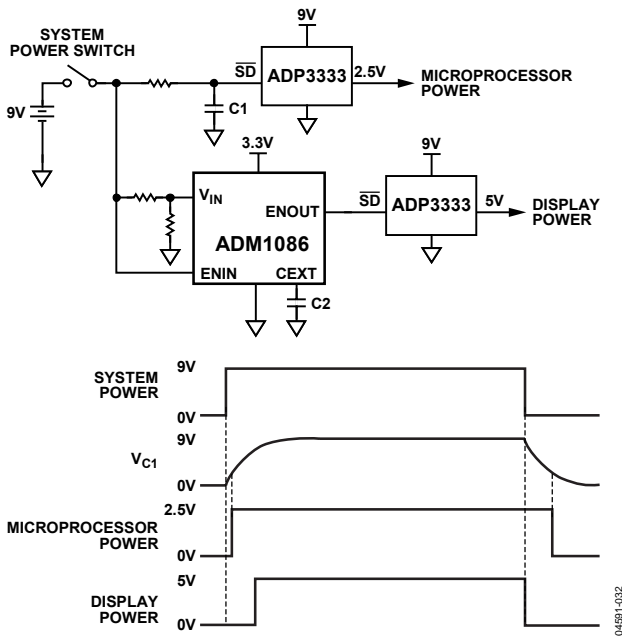 9V
SYSTEM
POWER SWITCH
SD
ADP3333
2.5V
MICROPROCESSOR
POWER
9V
C1
3.3V
9V
VIN
ENOUT
SD
ADP3333
5V
DISPLAY
POWER
ADM1086
ENIN
CEXT
C2
SYSTEM
POWER
9V
0V
VC1
9V
0V
MICROPROCESSOR
POWER
2.5V
0V
DISPLAY
POWER
5V
0V
04591-032